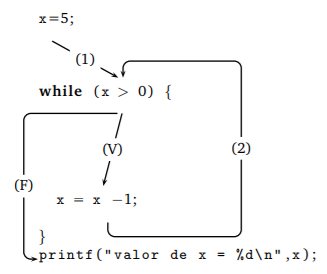 x=5;
(1)
while (x > 0) {
(V)
(2)
(F)
x = x −1;
}
printf("valor de x = %d\n",x);